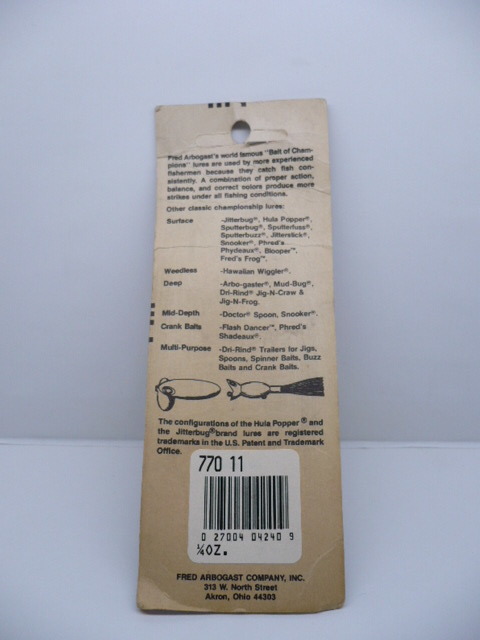 Fred Arbogast's world famous "Bait of Cham-
pions" lures are used by more experienced
fishermen because they catch fish con-
sistently. A combination of proper action,
balance, and correct colors produce more
strikes under all fishing conditions.
Other classic championship lures:
Surface -Jitterbug®, Hula Popper®,
Sputterbug®, Sputterfuss®,
Sputterbuzz®, Jitterstick®,
Snooker®, Phred's
Phydeaux®, Blooper™,
Fred's Frog™.
Weedless -Hawaiian Wiggler®.
Deep -Arbo-gaster®, Mud-Bug®,
Dri-Rind® Jig-N-Craw &
Jig-N-Frog.
Mid-Depth -Doctor® Spoon, Snooker®.
Crank Baits -Flash Dancer™, Phred's
Shadeaux®.
Multi-Purpose -Dri-Rind® Trailers for Jigs,
Spoons, Spinner Baits, Buzz
Baits and Crank Baits.
The configurations of the Hula Popper ® and
the Jitterbug®brand lures are registered
trademarks in the U.S. Patent and Trademark
Office.
770 11
0 27004 04240 9
¼OZ.
FRED ARBOGAST COMPANY, INC.
313 W. North Street
Akron, Ohio 44303